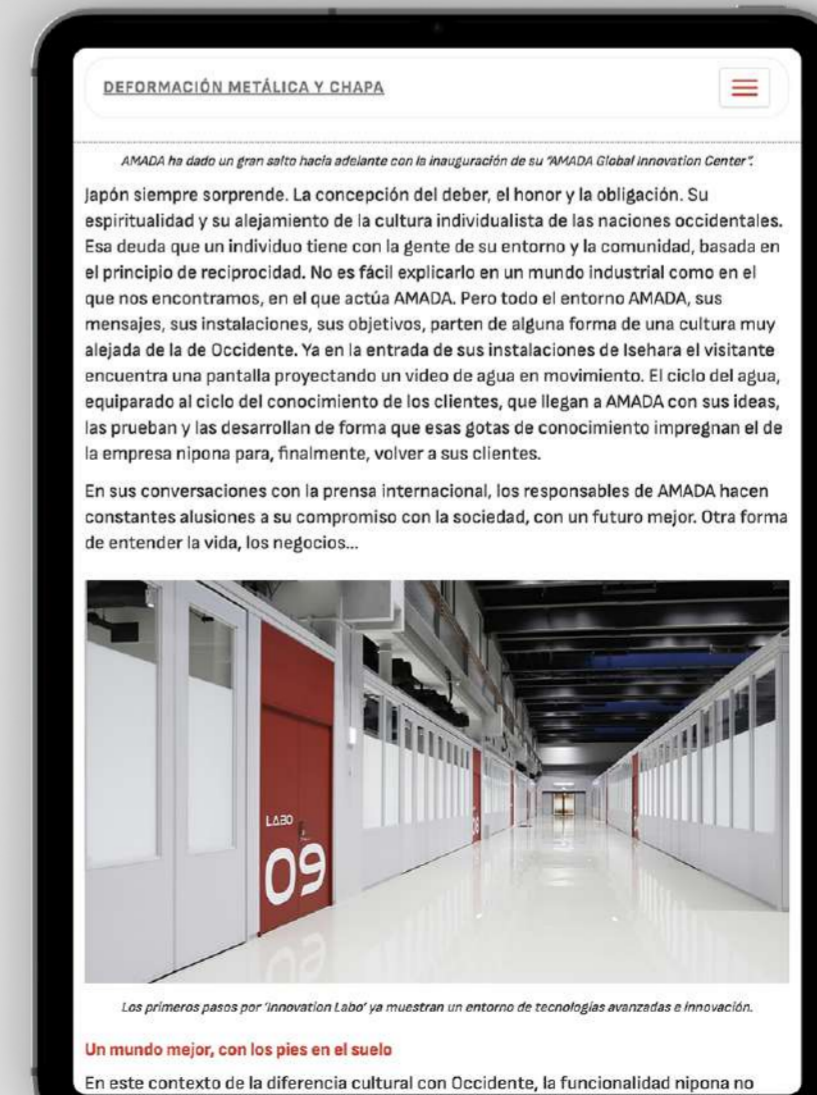 DEFORMACIÓN METÁLICA Y CHAPA
AMADA ha dado un gran salto hacia adelante con la inauguración de su “AMADA Global Innovation Center”.
Japón siempre sorprende. La concepción del deber, el honor y la obligación. Su
espiritualidad y su alejamiento de la cultura individualista de las naciones occidentales.
Esa deuda que un individuo tiene con la gente de su entorno y la comunidad, basada en
el principio de reciprocidad. No es fácil explicarlo en un mundo industrial como en el
que nos encontramos, en el que actúa AMADA. Pero todo el entorno AMADA, sus
mensajes, sus instalaciones, sus objetivos, parten de alguna forma de una cultura muy
alejada de la de Occidente. Ya en la entrada de sus instalaciones de Isehara el visitante
encuentra una pantalla proyectando un video de agua en movimiento. El ciclo del agua,
equiparado al ciclo del conocimiento de los clientes, que llegan a AMADA con sus ideas,
las prueban y las desarrollan de forma que esas gotas de conocimiento impregnan el de
la empresa nipona para, finalmente, volver a sus clientes.
En sus conversaciones con la prensa internacional, los responsables de AMADA hacen
constantes alusiones a su compromiso con la sociedad, con un futuro mejor. Otra forma
de entender la vida, los negocios...
LABO
09
Los primeros pasos por ‘Innovation Labo’ ya muestran un entorno de tecnologías avanzadas e innovación.
Un mundo mejor, con los pies en el suelo
En este contexto de la diferencia cultural con Occidente, la funcionalidad nipona no